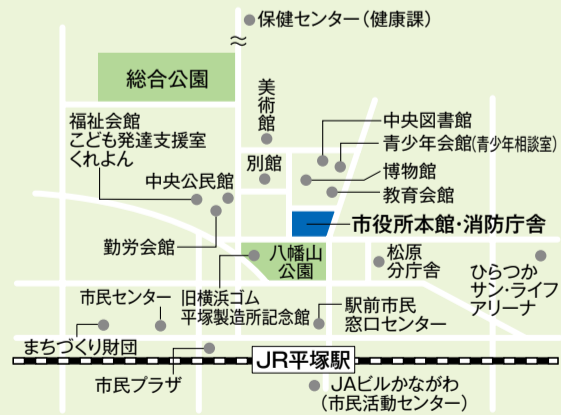 保健センター(健康課)
総合公園
美術館
福祉会館
こども発達支援室
くれよん
中央図書館
青少年会館(青少年相談室)
別館
博物館
中央公民館
教育会館
市役所本館・消防庁舎
勤労会館
八幡山
公園
松原
分庁舎
ひらつか
サン・ライフ
アリーナ
市民センター
旧横浜ゴム
平塚製造所記念館
駅前市民
窓口センター
まちづくり財団
JR平塚駅
市民プラザ
JAビルかながわ
(市民活動センター)